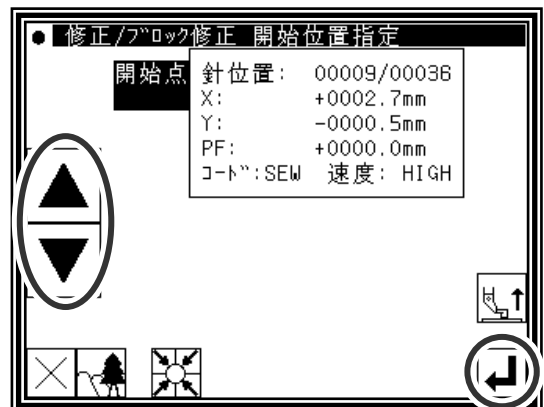 ● 修正/ブロック修正 開始位置指定
開始点
針位置: 00009/00036
X: +0002.7mm
Y: -0000.5mm
PF: +0000.0mm
コード:SEW 速度: HIGH